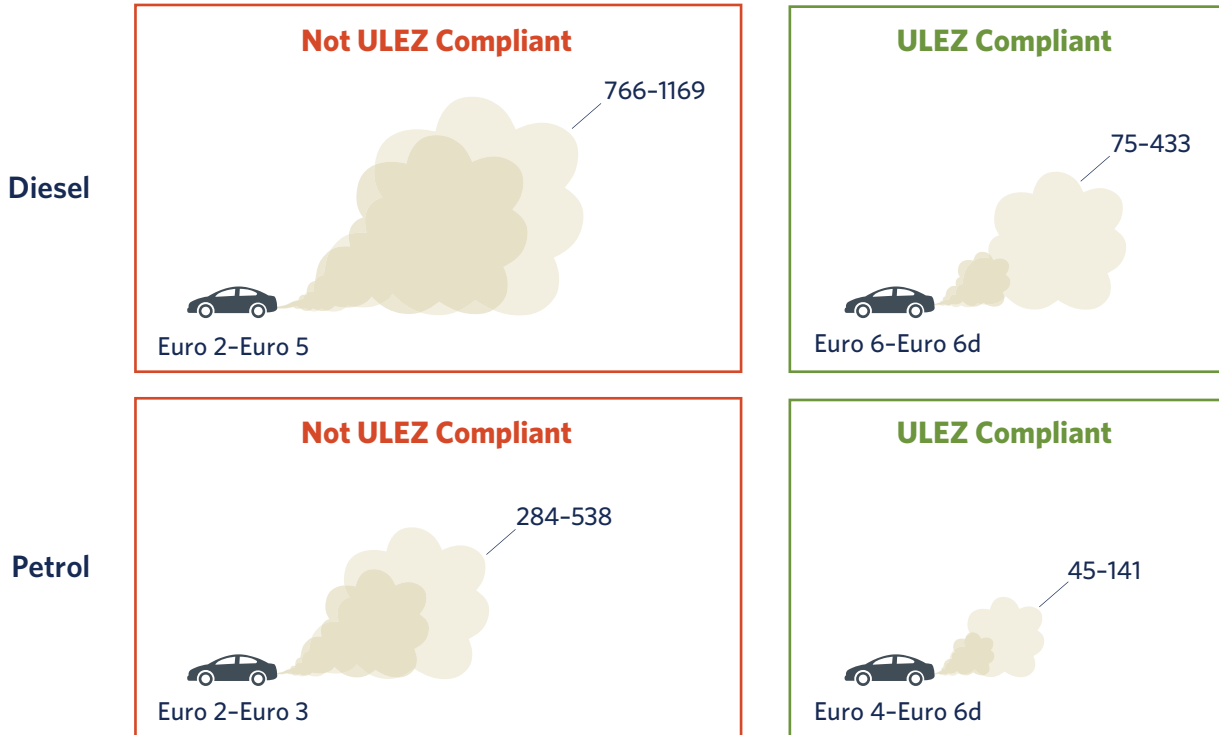 Not ULEZ Compliant
ULEZ Compliant
766–1169
75–433
Diesel
Euro 2–Euro 5
Euro 6–Euro 6d
Not ULEZ Compliant
ULEZ Compliant
284–538
45–141
Petrol
Euro 2–Euro 3
Euro 4–Euro 6d